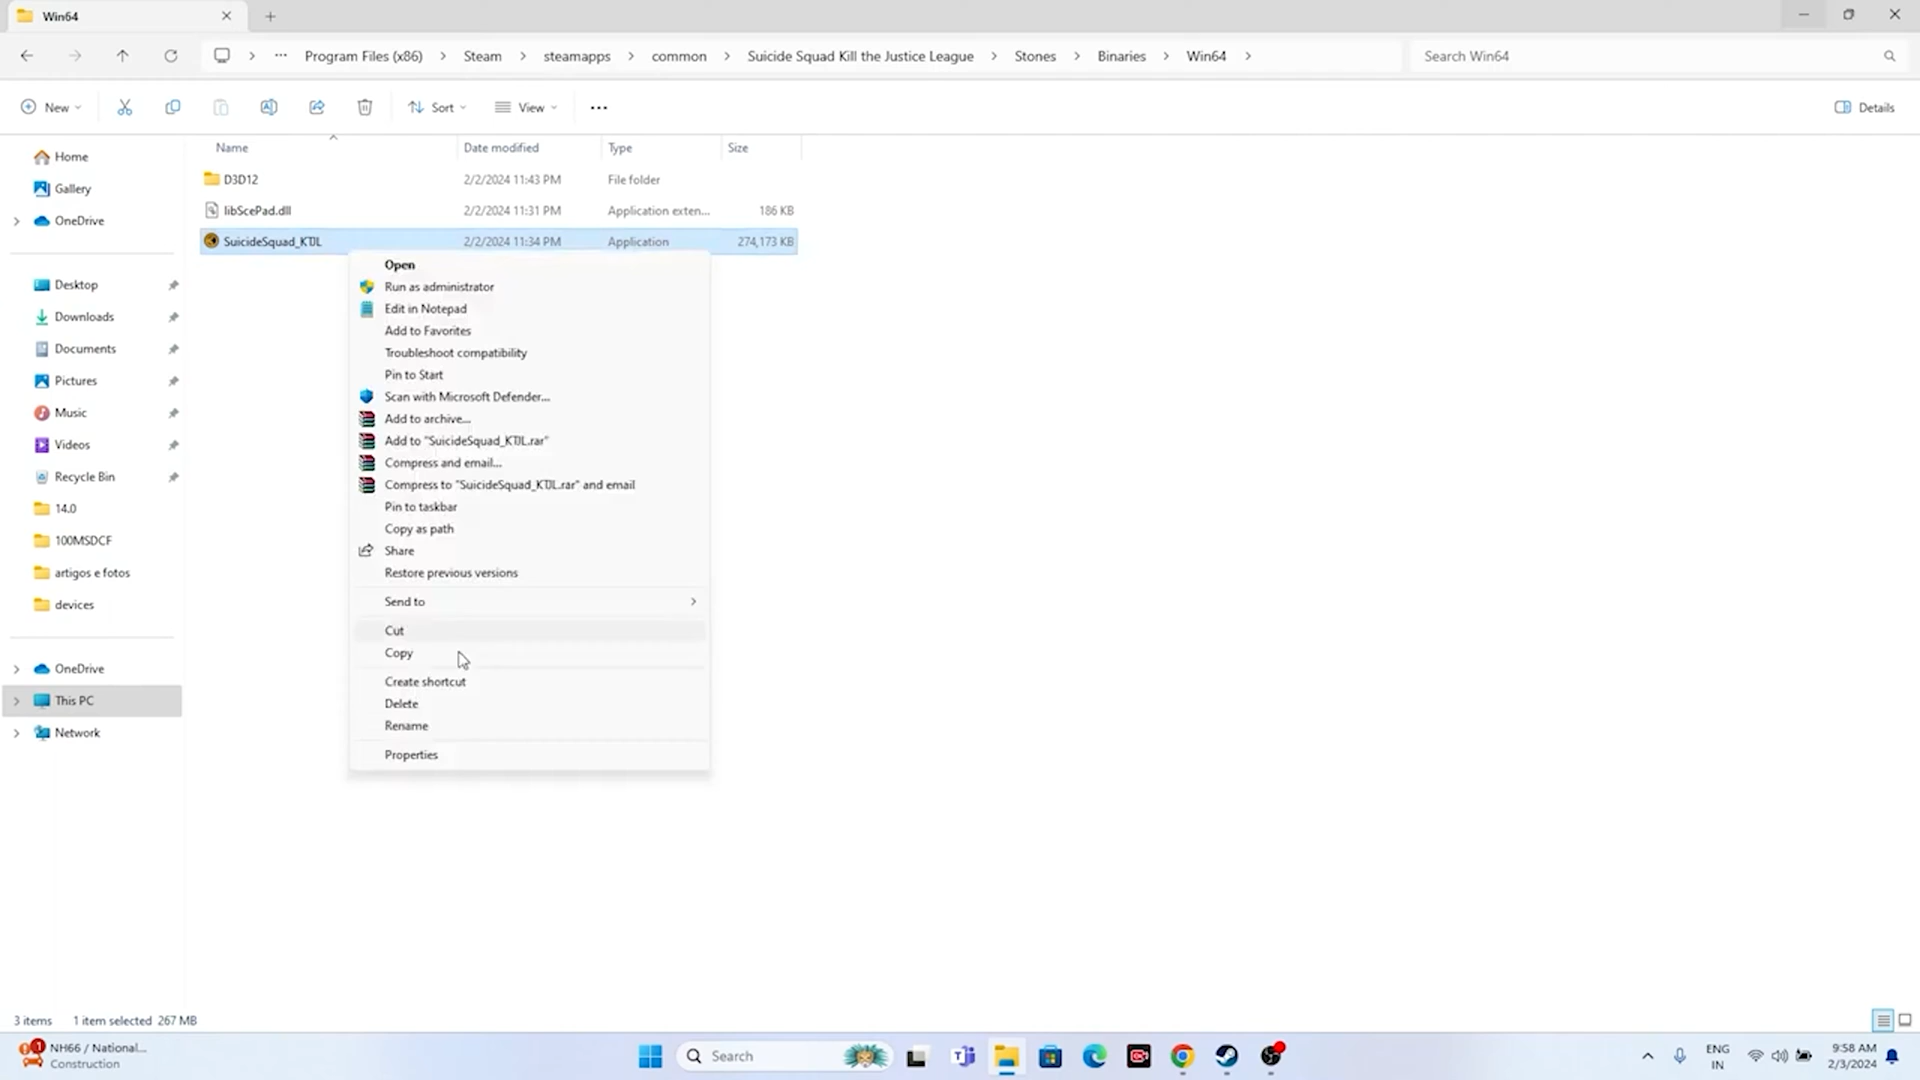 Win64
Program Files (x86) Steam steamapps common Suicide Squad Kill the Justice League Stones Binaries Win64
Search Win64
New
Sort
View
Details
Name Date modified Type Size
D3D12 2/2/2024 11:43 PM File folder
libScePad.dll 2/2/2024 11:31 PM Application exten... 186 KB
SuicideSquad_KTJL 2/2/2024 11:34 PM Application 274,173 KB
Home
Gallery
OneDrive
Desktop
Downloads
Documents
Pictures
Music
Videos
Recycle Bin
14.0
100MSDCF
artigos e fotos
devices
OneDrive
This PC
Network
Open
Run as administrator
Edit in Notepad
Add to Favorites
Troubleshoot compatibility
Pin to Start
Scan with Microsoft Defender...
Add to archive...
Add to "SuicideSquad_KTJL.rar"
Compress and email...
Compress to "SuicideSquad_KTJL.rar" and email
Pin to taskbar
Copy as path
Share
Restore previous versions
Send to
Cut
Copy
Create shortcut
Delete
Rename
Properties
3 items 1 item selected 267 MB
1
NH66 / National...
Construction
Search
ENG
IN
9:58 AM
2/3/2024